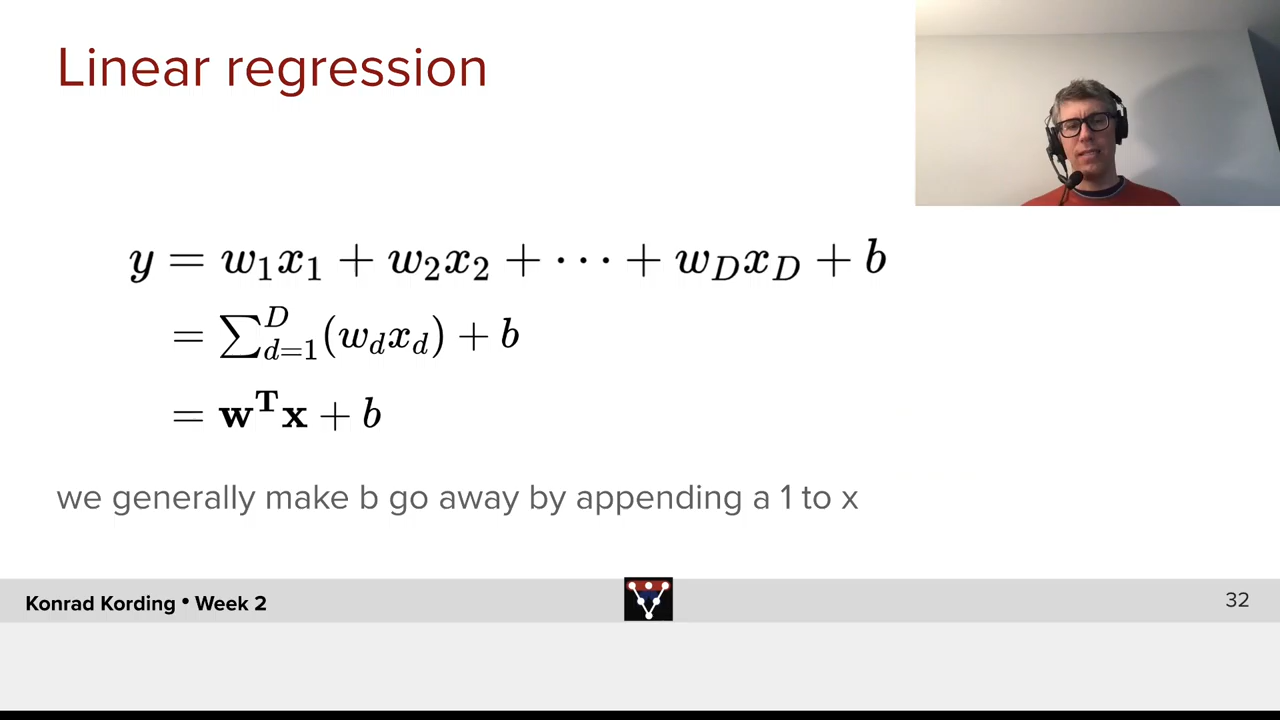 Linear regression
y = w₁x₁ + w₂x₂ + ⋯ + w_Dx_D + b
= ∑_{d=1}^{D}(w_dx_d) + b
= 𝐰^𝐓𝐱 + b
we generally make b go away by appending a 1 to x
Konrad Kording • Week 2
32